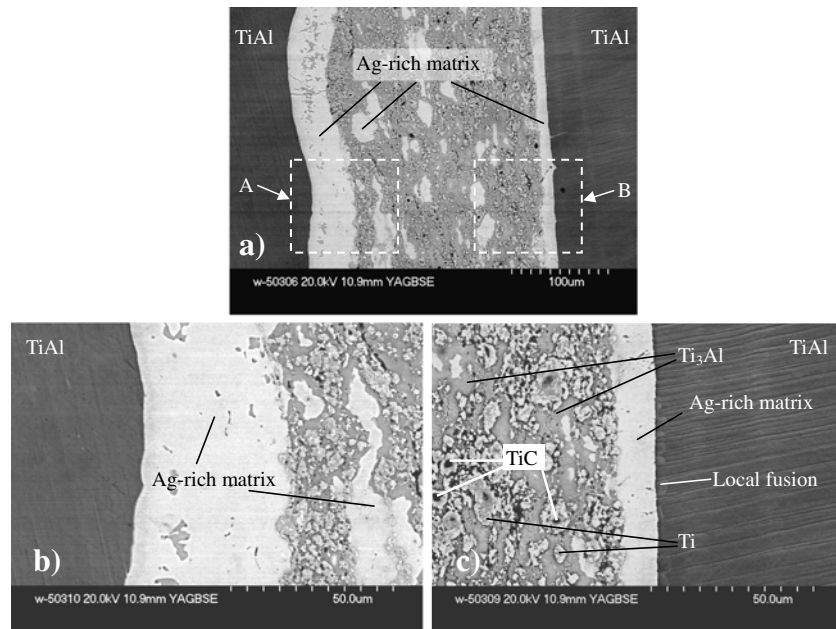 TiAl
TiAl
Ag-rich matrix
A
B
a)
w-50306 20.0kV 10.9mm YAGBSE
100um
TiAl
Ag-rich matrix
b)
w-50310 20.0kV 10.9mm YAGBSE
50.0um
Ti₃Al
TiAl
Ag-rich matrix
TiC
Local fusion
Ti
c)
w-50309 20.0kV 10.9mm YAGBSE
50.0um